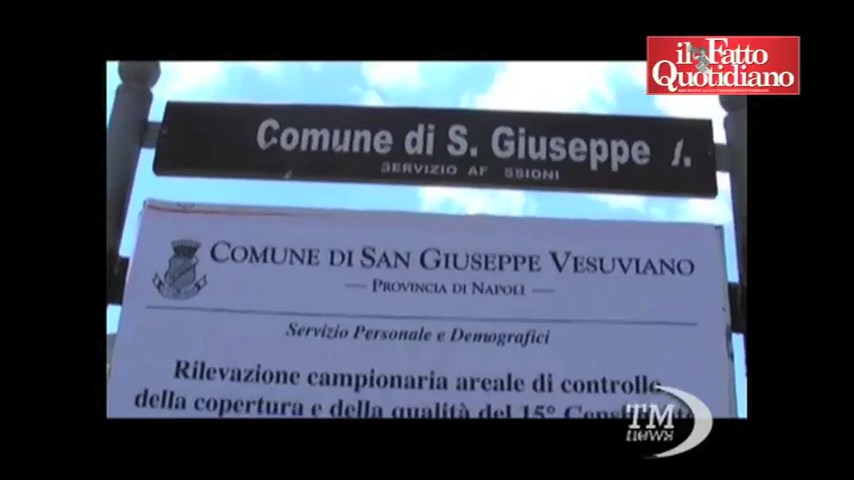 il Fatto
Quotidiano
Comune di S. Giuseppe
SERVIZIO AF SSIONI
COMUNE DI SAN GIUSEPPE VESUVIANO
— PROVINCIA DI NAPOLI —
Servizio Personale e Demografici
Rilevazione campionaria areale di controllo
della copertura e della qualità del 15°
TM
news